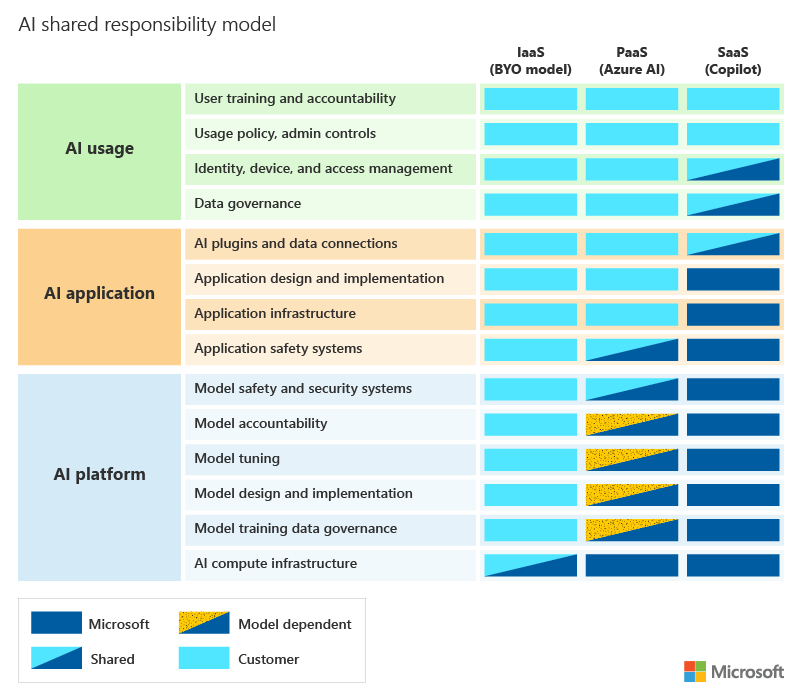 AI shared responsibility model
IaaS
(BYO model)
PaaS
(Azure AI)
SaaS
(Copilot)
AI usage
User training and accountability
Usage policy, admin controls
Identity, device, and access management
Data governance
AI application
AI plugins and data connections
Application design and implementation
Application infrastructure
Application safety systems
AI platform
Model safety and security systems
Model accountability
Model tuning
Model design and implementation
Model training data governance
AI compute infrastructure
Microsoft
Model dependent
Shared
Customer
Microsoft